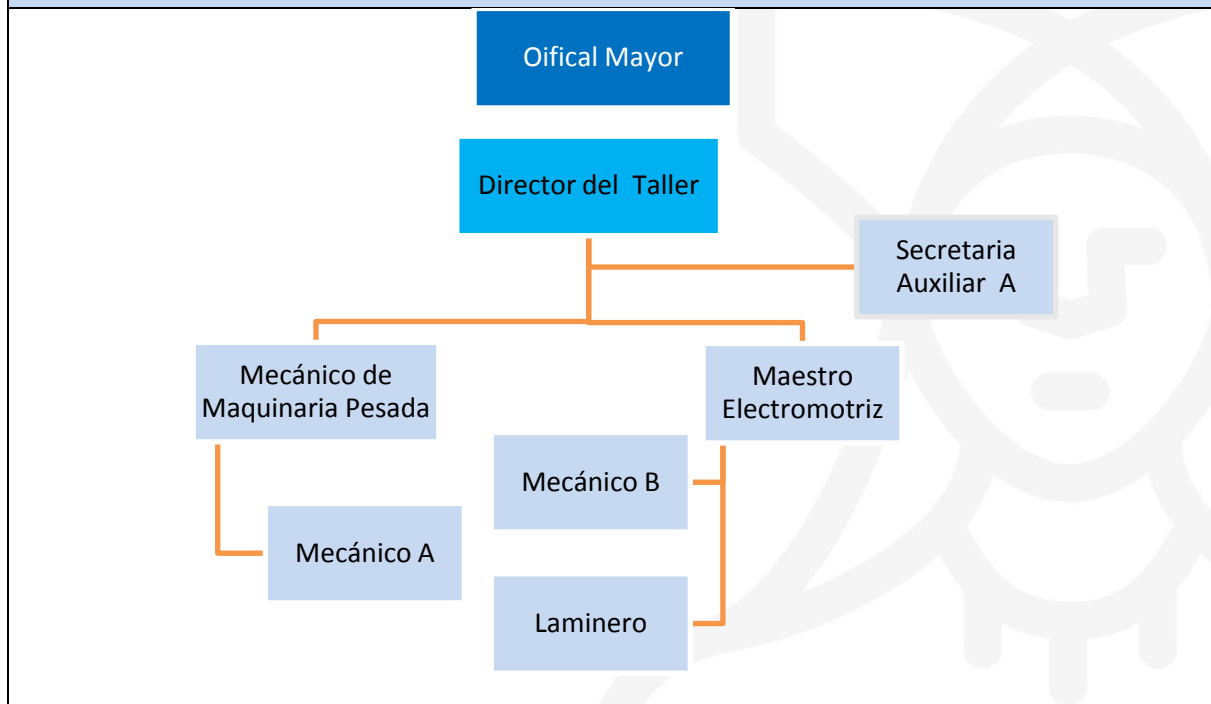 Oifical Mayor
Director del Taller
Secretaria
Auxiliar A
Mecánico de
Maquinaria Pesada
Maestro
Electromotriz
Mecánico B
Mecánico A
Laminero